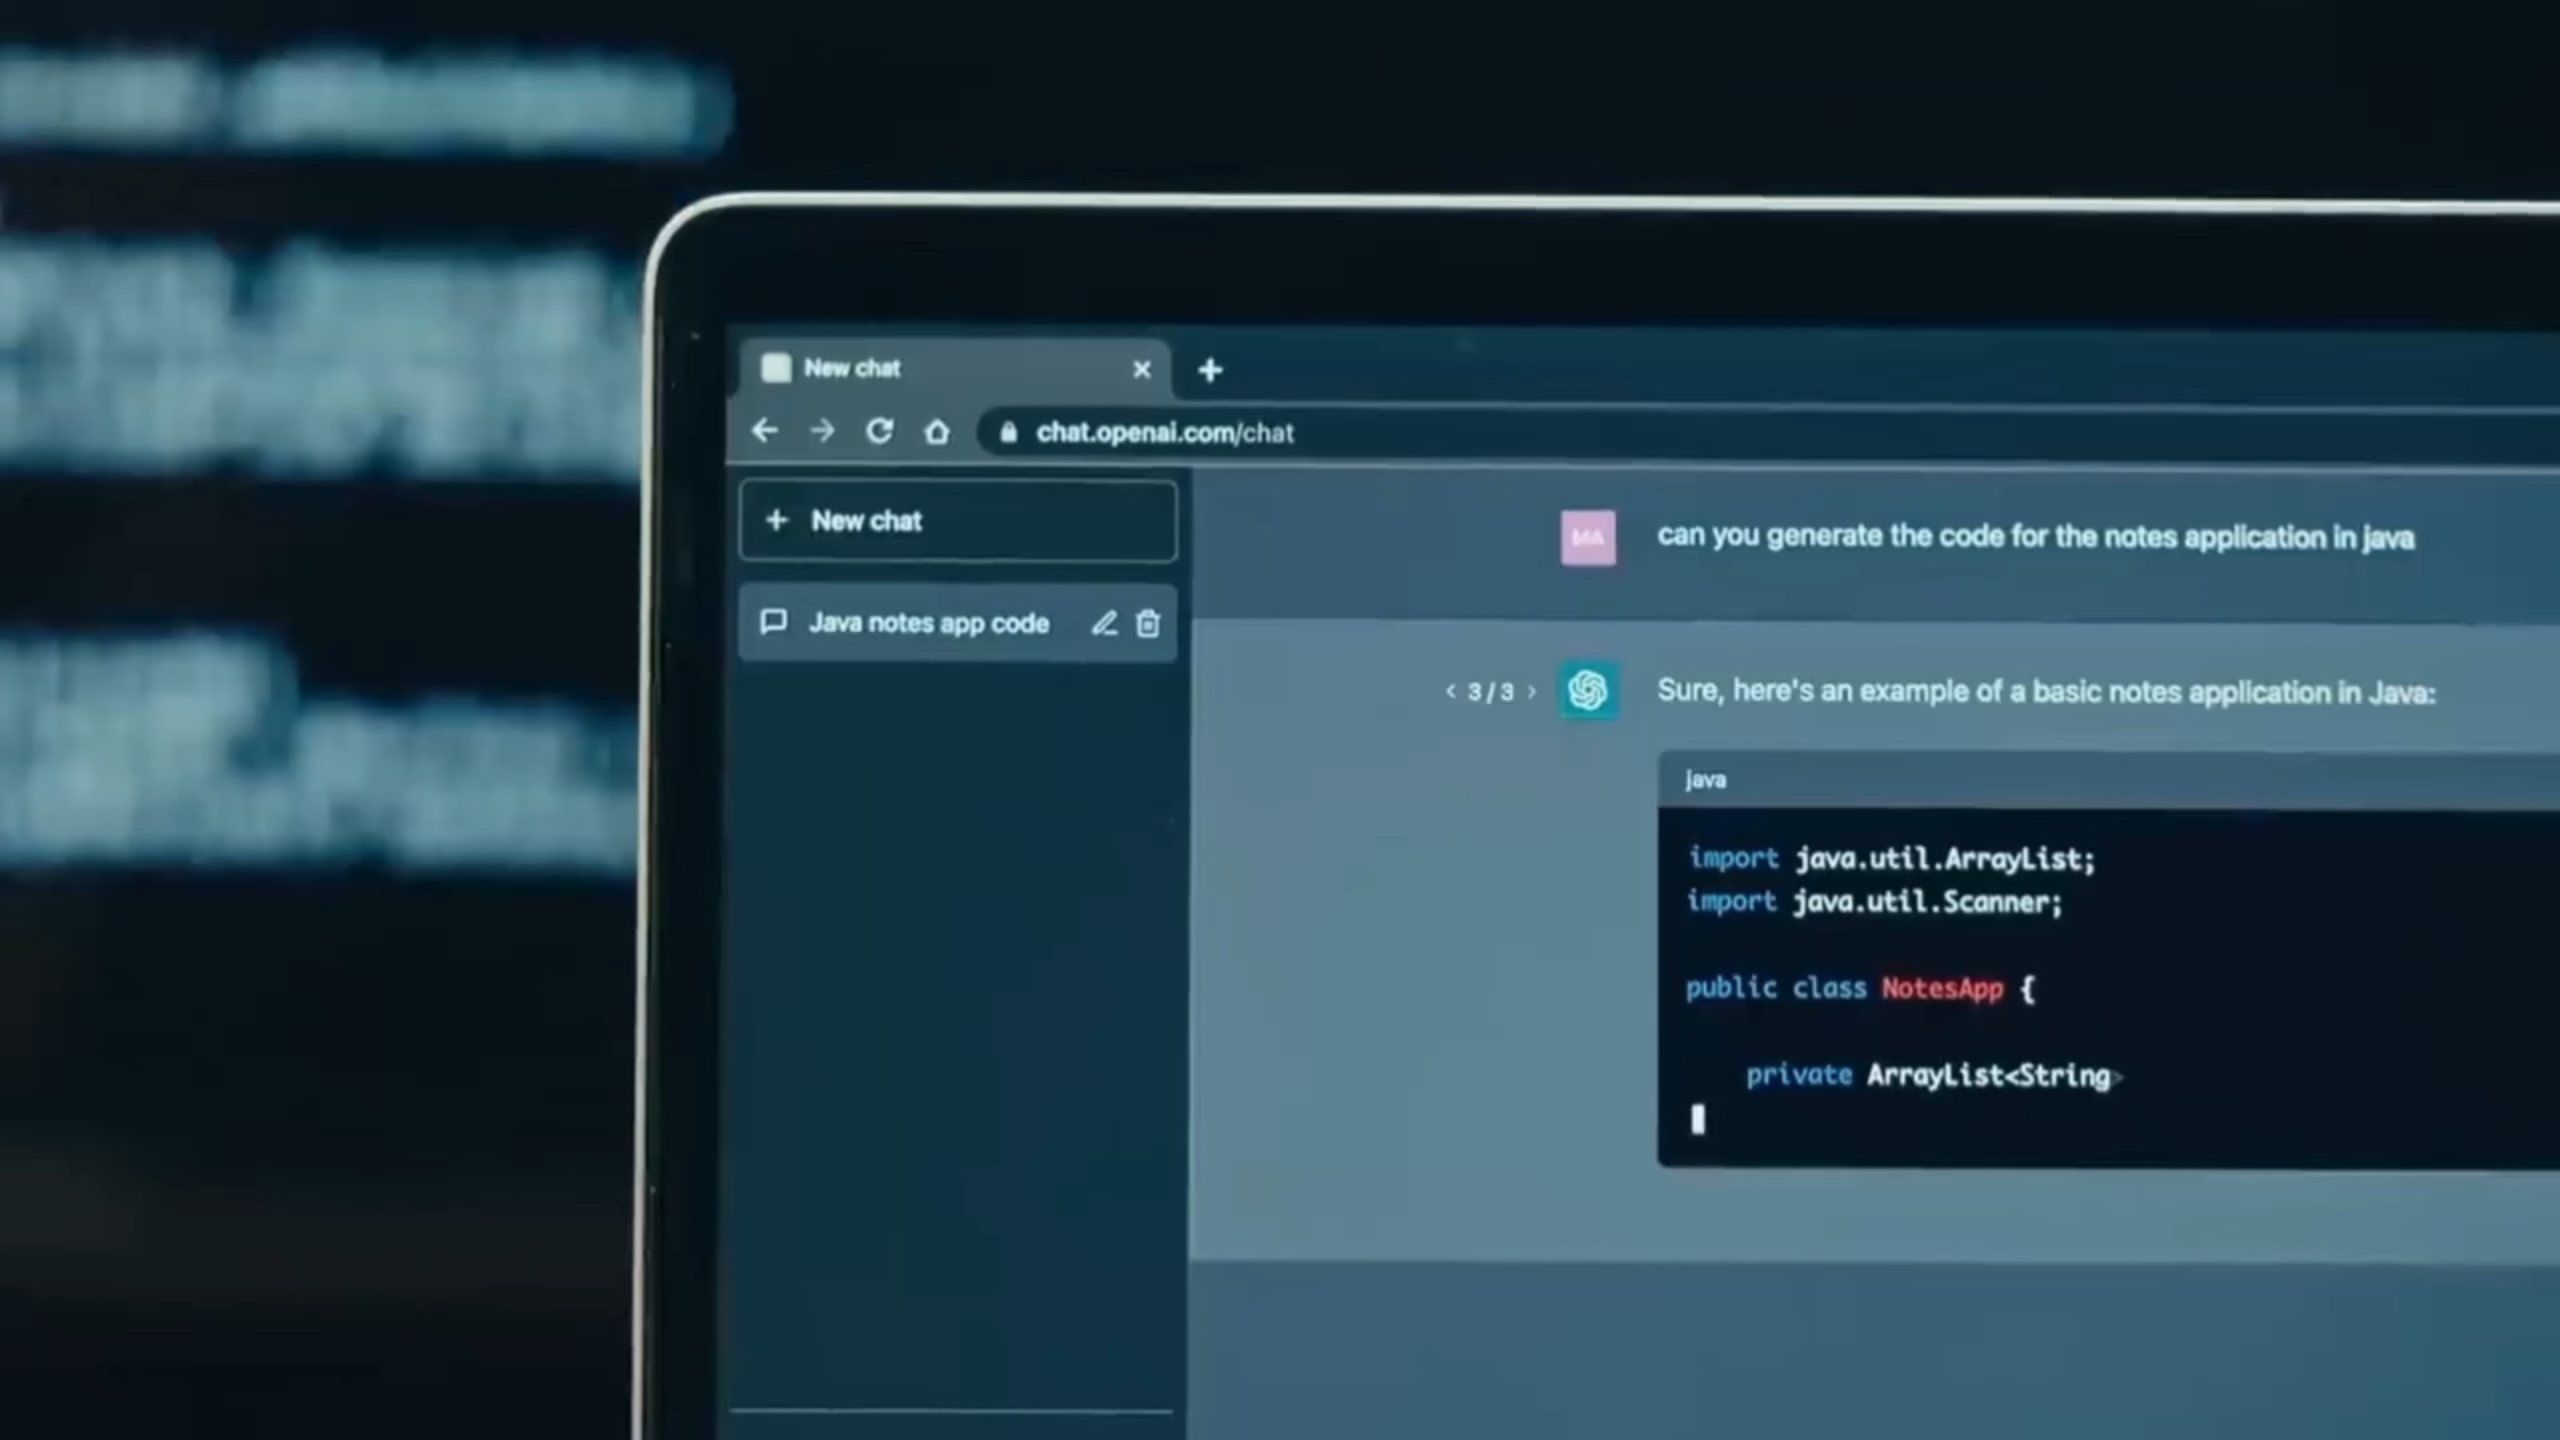 New chat
chat.openai.com/chat
New chat
Java notes app code
can you generate the code for the notes application in java
MA
< 3/3 >
Sure, here's an example of a basic notes application in Java:
java
import java.util.ArrayList;
import java.util.Scanner;
public class NotesApp {
private ArrayList<String>